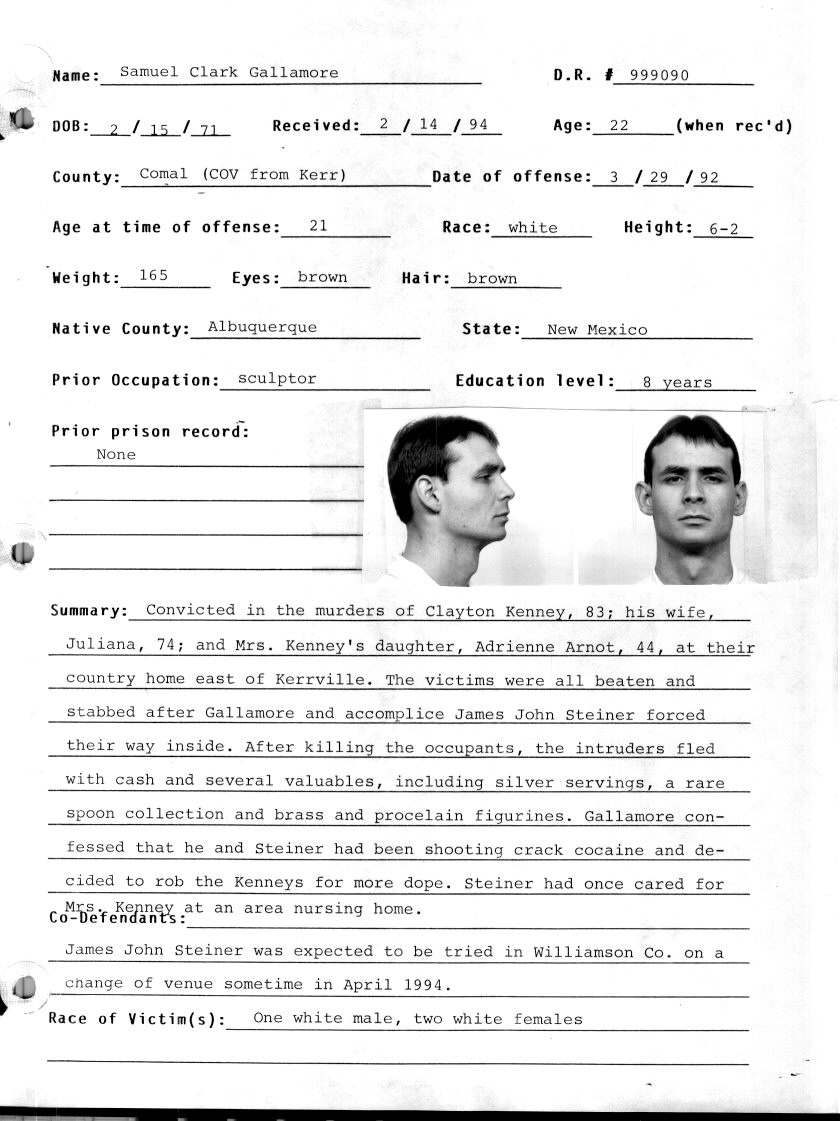 Name: Samuel Clark Gallamore D.R. # 999090
DOB: 2 / 15 / 71 Received: 2 / 14 / 94 Age: 22 (when rec'd)
County: Comal (COV from Kerr) Date of offense: 3 / 29 / 92
Age at time of offense: 21 Race: white Height: 6-2
Weight: 165 Eyes: brown Hair: brown
Native County: Albuquerque State: New Mexico
Prior Occupation: sculptor Education level: 8 years
Prior prison record:
None
Summary: Convicted in the murders of Clayton Kenney, 83; his wife,
Juliana, 74; and Mrs. Kenney's daughter, Adrienne Arnot, 44, at their
country home east of Kerrville. The victims were all beaten and
stabbed after Gallamore and accomplice James John Steiner forced
their way inside. After killing the occupants, the intruders fled
with cash and several valuables, including silver servings, a rare
spoon collection and brass and procelain figurines. Gallamore con-
fessed that he and Steiner had been shooting crack cocaine and de-
cided to rob the Kenneys for more dope. Steiner had once cared for
Mrs. Kenney at an area nursing home.
Co-Defendants:
James John Steiner was expected to be tried in Williamson Co. on a
change of venue sometime in April 1994.
Race of Victim(s): One white male, two white females